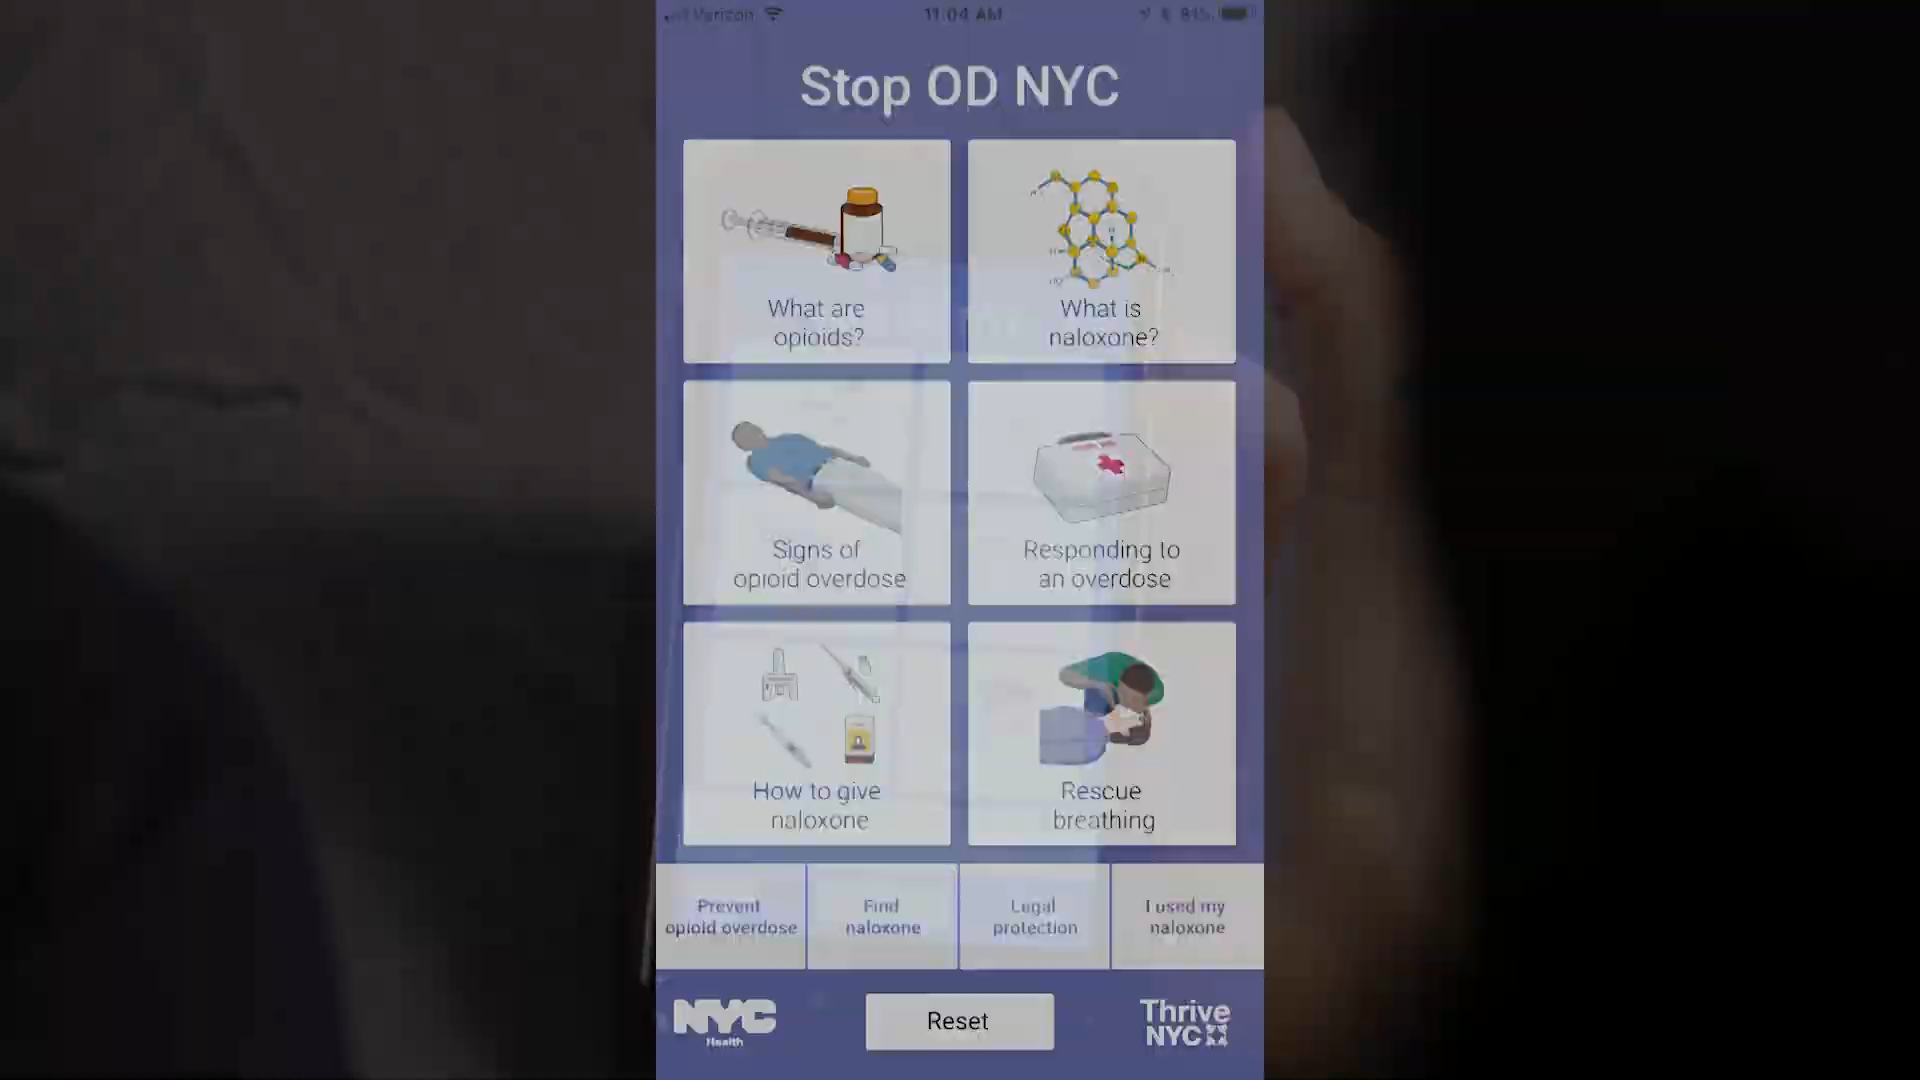 Verizon 11:04 AM 81%
Stop OD NYC
What are
opioids?
What is
naloxone?
Signs of
opioid overdose
Responding to
an overdose
How to give
naloxone
Rescue
breathing
Prevent
opioid overdose
Find
naloxone
Legal
protection
I used my
naloxone
NYC
Health
Reset
Thrive
NYC